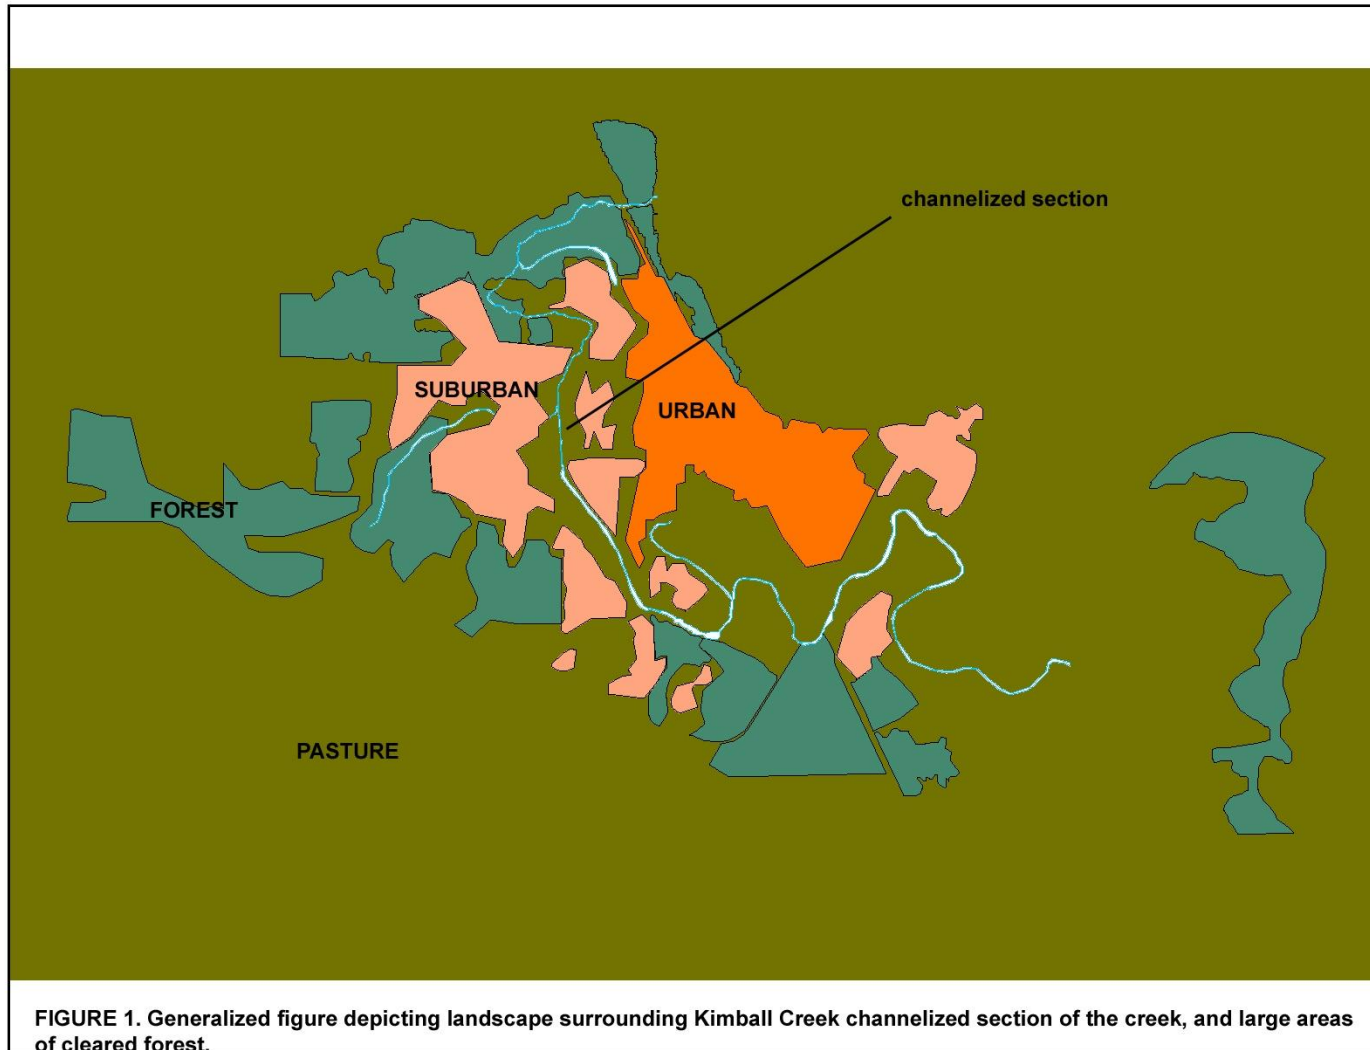 channelized section
SUBURBAN
URBAN
FOREST
PASTURE
FIGURE 1. Generalized figure depicting landscape surrounding Kimball Creek channelized section of the creek, and large areas
of cleared forest.